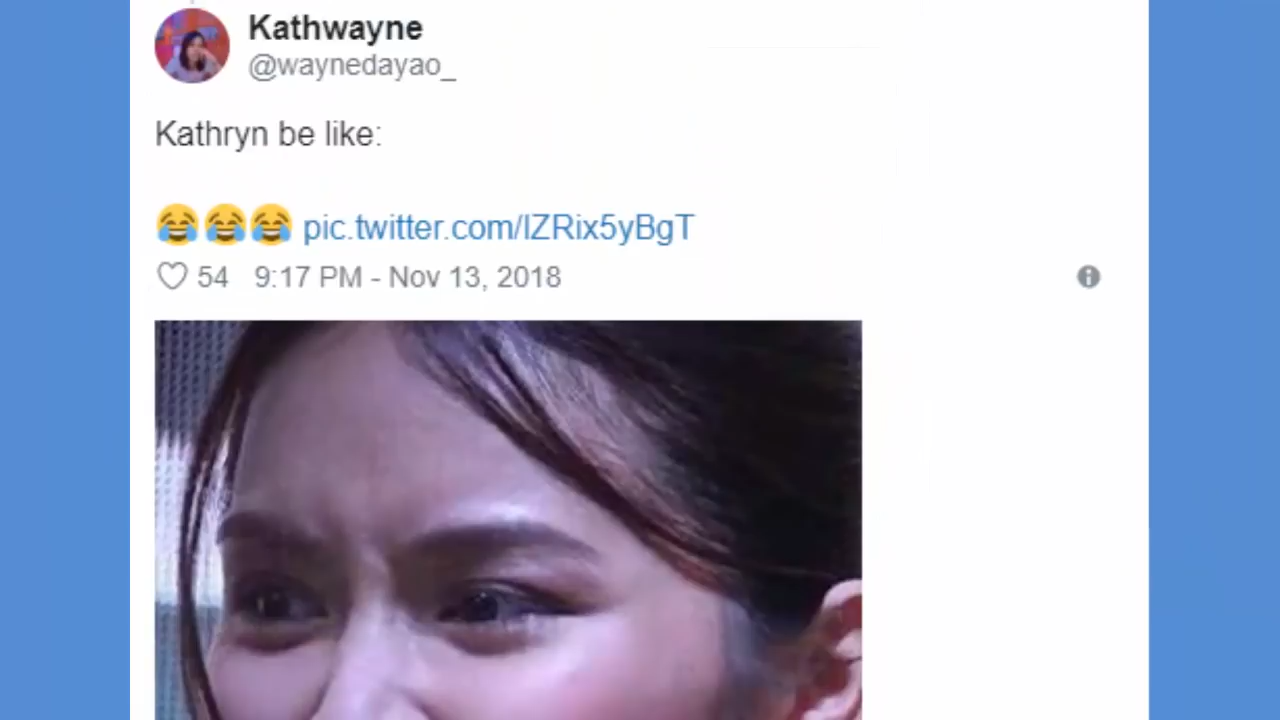 Kathwayne
@waynedayao_
Kathryn be like:
😂😂😂 pic.twitter.com/lZRix5yBgT
54 9:17 PM - Nov 13, 2018